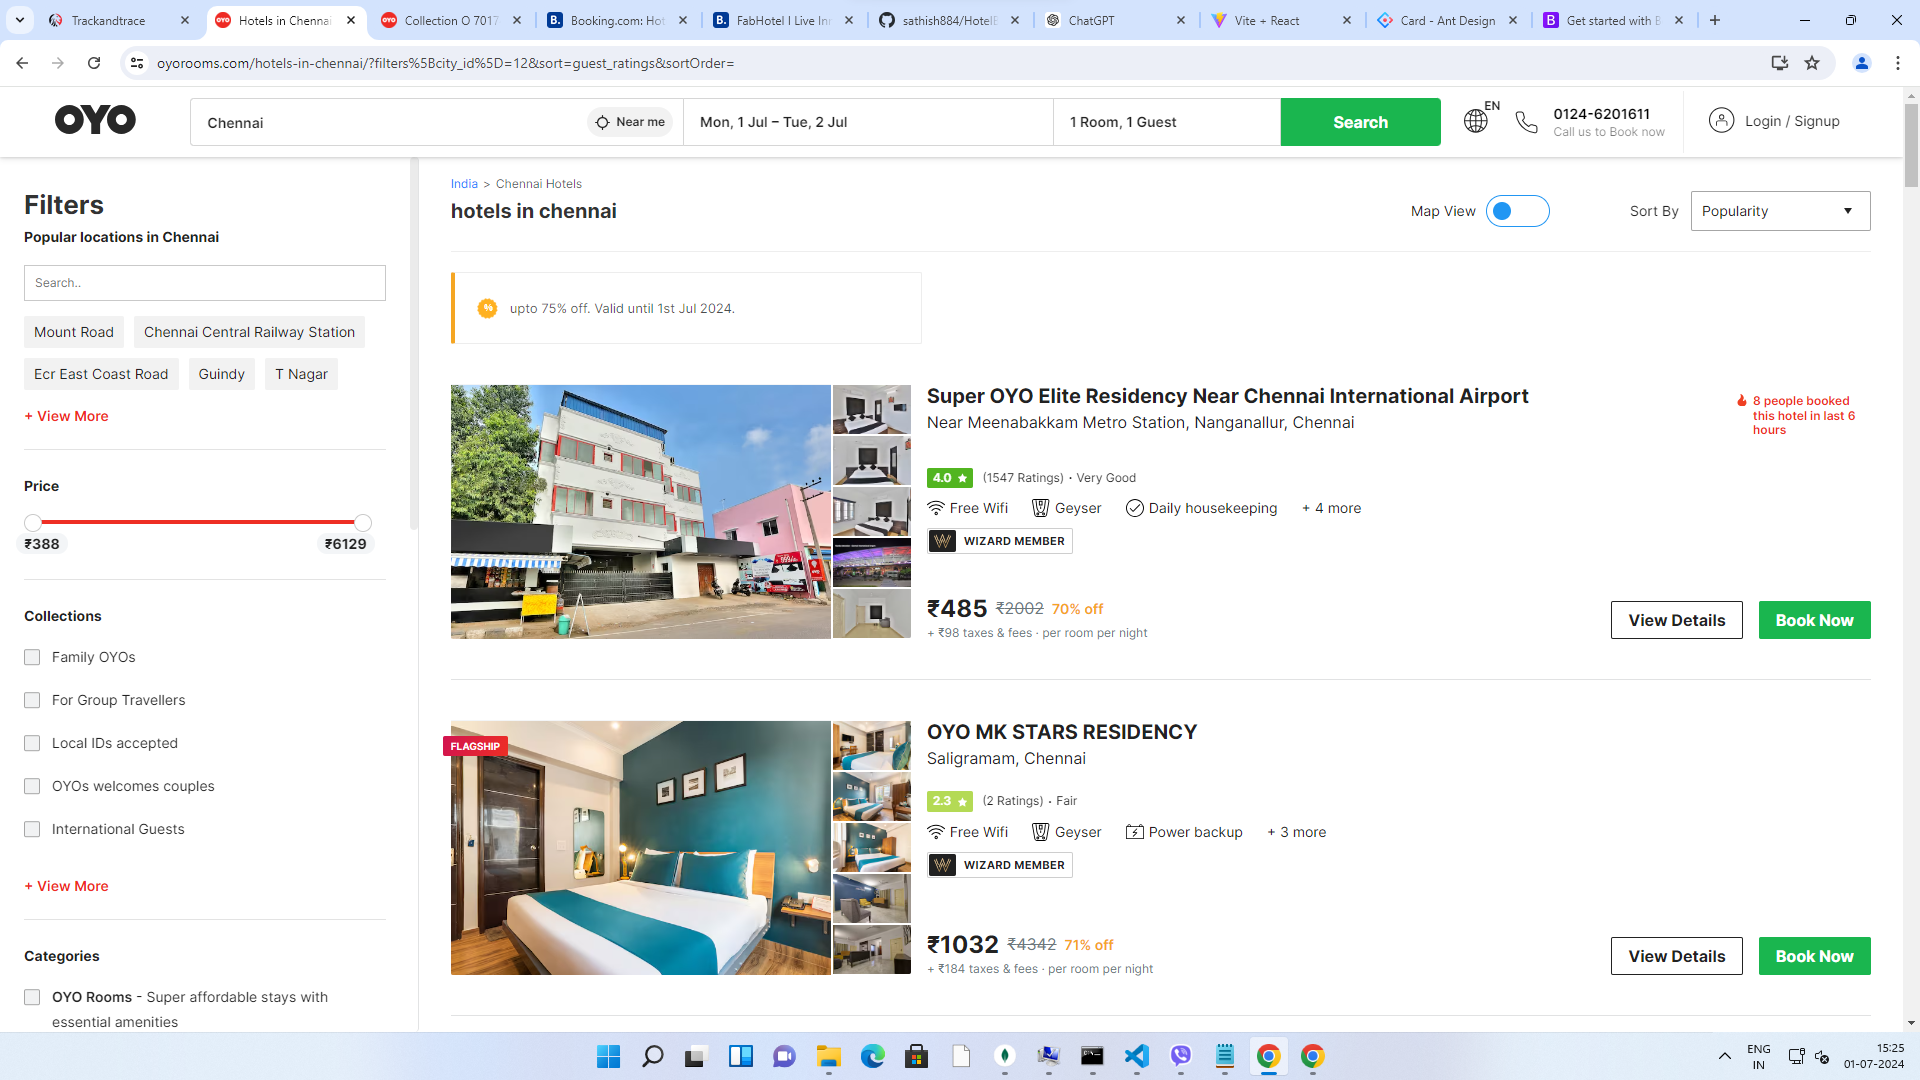 Trackandtrace
Hotels in Chennai
Collection O 7017
Booking.com: Hot
FabHotel I Live Inn
sathish884/HotelB
ChatGPT
Vite + React
Card - Ant Design
Get started with B
oyorooms.com/hotels-in-chennai/?filters%5Bcity_id%5D=12&sort=guest_ratings&sortOrder=
OYO
Chennai
Near me
Mon, 1 Jul – Tue, 2 Jul
1 Room, 1 Guest
Search
EN
0124-6201611
Call us to Book now
Login / Signup
Filters
Popular locations in Chennai
Search..
Mount Road
Chennai Central Railway Station
Ecr East Coast Road
Guindy
T Nagar
+ View More
Price
₹388
₹6129
Collections
Family OYOs
For Group Travellers
Local IDs accepted
OYOs welcomes couples
International Guests
+ View More
Categories
OYO Rooms - Super affordable stays with
essential amenities
India > Chennai Hotels
hotels in chennai
Map View
Sort By
Popularity
upto 75% off. Valid until 1st Jul 2024.
Super OYO Elite Residency Near Chennai International Airport
Near Meenabakkam Metro Station, Nanganallur, Chennai
8 people booked
this hotel in last 6
hours
4.0 ★ (1547 Ratings) · Very Good
Free Wifi
Geyser
Daily housekeeping
+ 4 more
WIZARD MEMBER
₹485 ₹2002 70% off
+ ₹98 taxes & fees · per room per night
View Details
Book Now
FLAGSHIP
OYO MK STARS RESIDENCY
Saligramam, Chennai
2.3 ★ (2 Ratings) · Fair
Free Wifi
Geyser
Power backup
+ 3 more
WIZARD MEMBER
₹1032 ₹4342 71% off
+ ₹184 taxes & fees · per room per night
View Details
Book Now
ENG
IN
15:25
01-07-2024